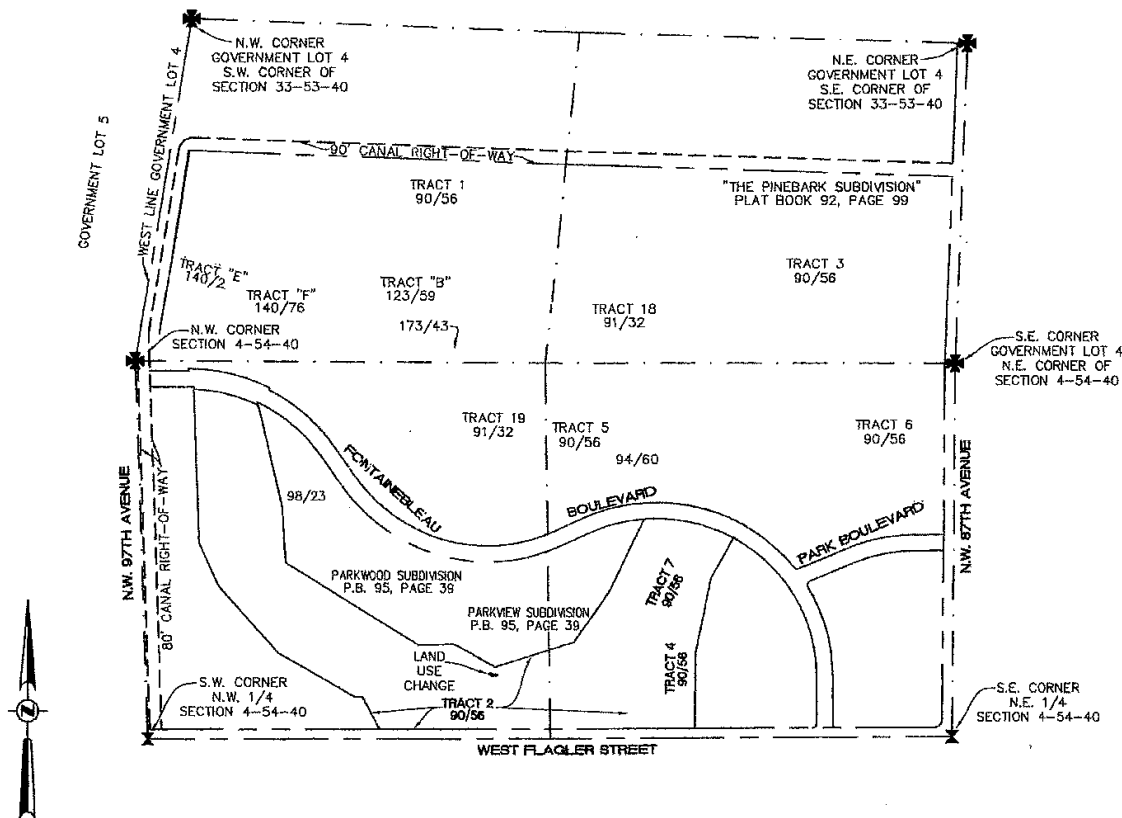 N.W. CORNER
GOVERNMENT LOT 4
S.W. CORNER OF
SECTION 33-53-40
N.E. CORNER
GOVERNMENT LOT 4
S.E. CORNER OF
SECTION 33-53-40
GOVERNMENT LOT 5
WEST LINE GOVERNMENT LOT 4
90' CANAL RIGHT-OF-WAY
TRACT 1
90/56
"THE PINEBARK SUBDIVISION"
PLAT BOOK 92, PAGE 99
TRACT "E"
140/2
TRACT "F"
140/76
TRACT "B"
123/59
173/43
TRACT 18
91/32
TRACT 3
90/56
N.W. CORNER
SECTION 4-54-40
S.E. CORNER
GOVERNMENT LOT 4
N.E. CORNER OF
SECTION 4-54-40
TRACT 19
91/32
TRACT 5
90/56
94/60
TRACT 6
90/56
N.W. 97TH AVENUE
80' CANAL RIGHT-OF-WAY
98/23
FONTAINEBLEAU
BOULEVARD
PARK BOULEVARD
N.W. 87TH AVENUE
PARKWOOD SUBDIVISION
P.B. 95, PAGE 39
PARKVIEW SUBDIVISION
P.B. 95, PAGE 39
TRACT 7
90/56
TRACT 4
90/56
LAND
USE
CHANGE
TRACT 2
90/56
S.W. CORNER
N.W. 1/4
SECTION 4-54-40
S.E. CORNER
N.E. 1/4
SECTION 4-54-40
WEST FLAGLER STREET
N